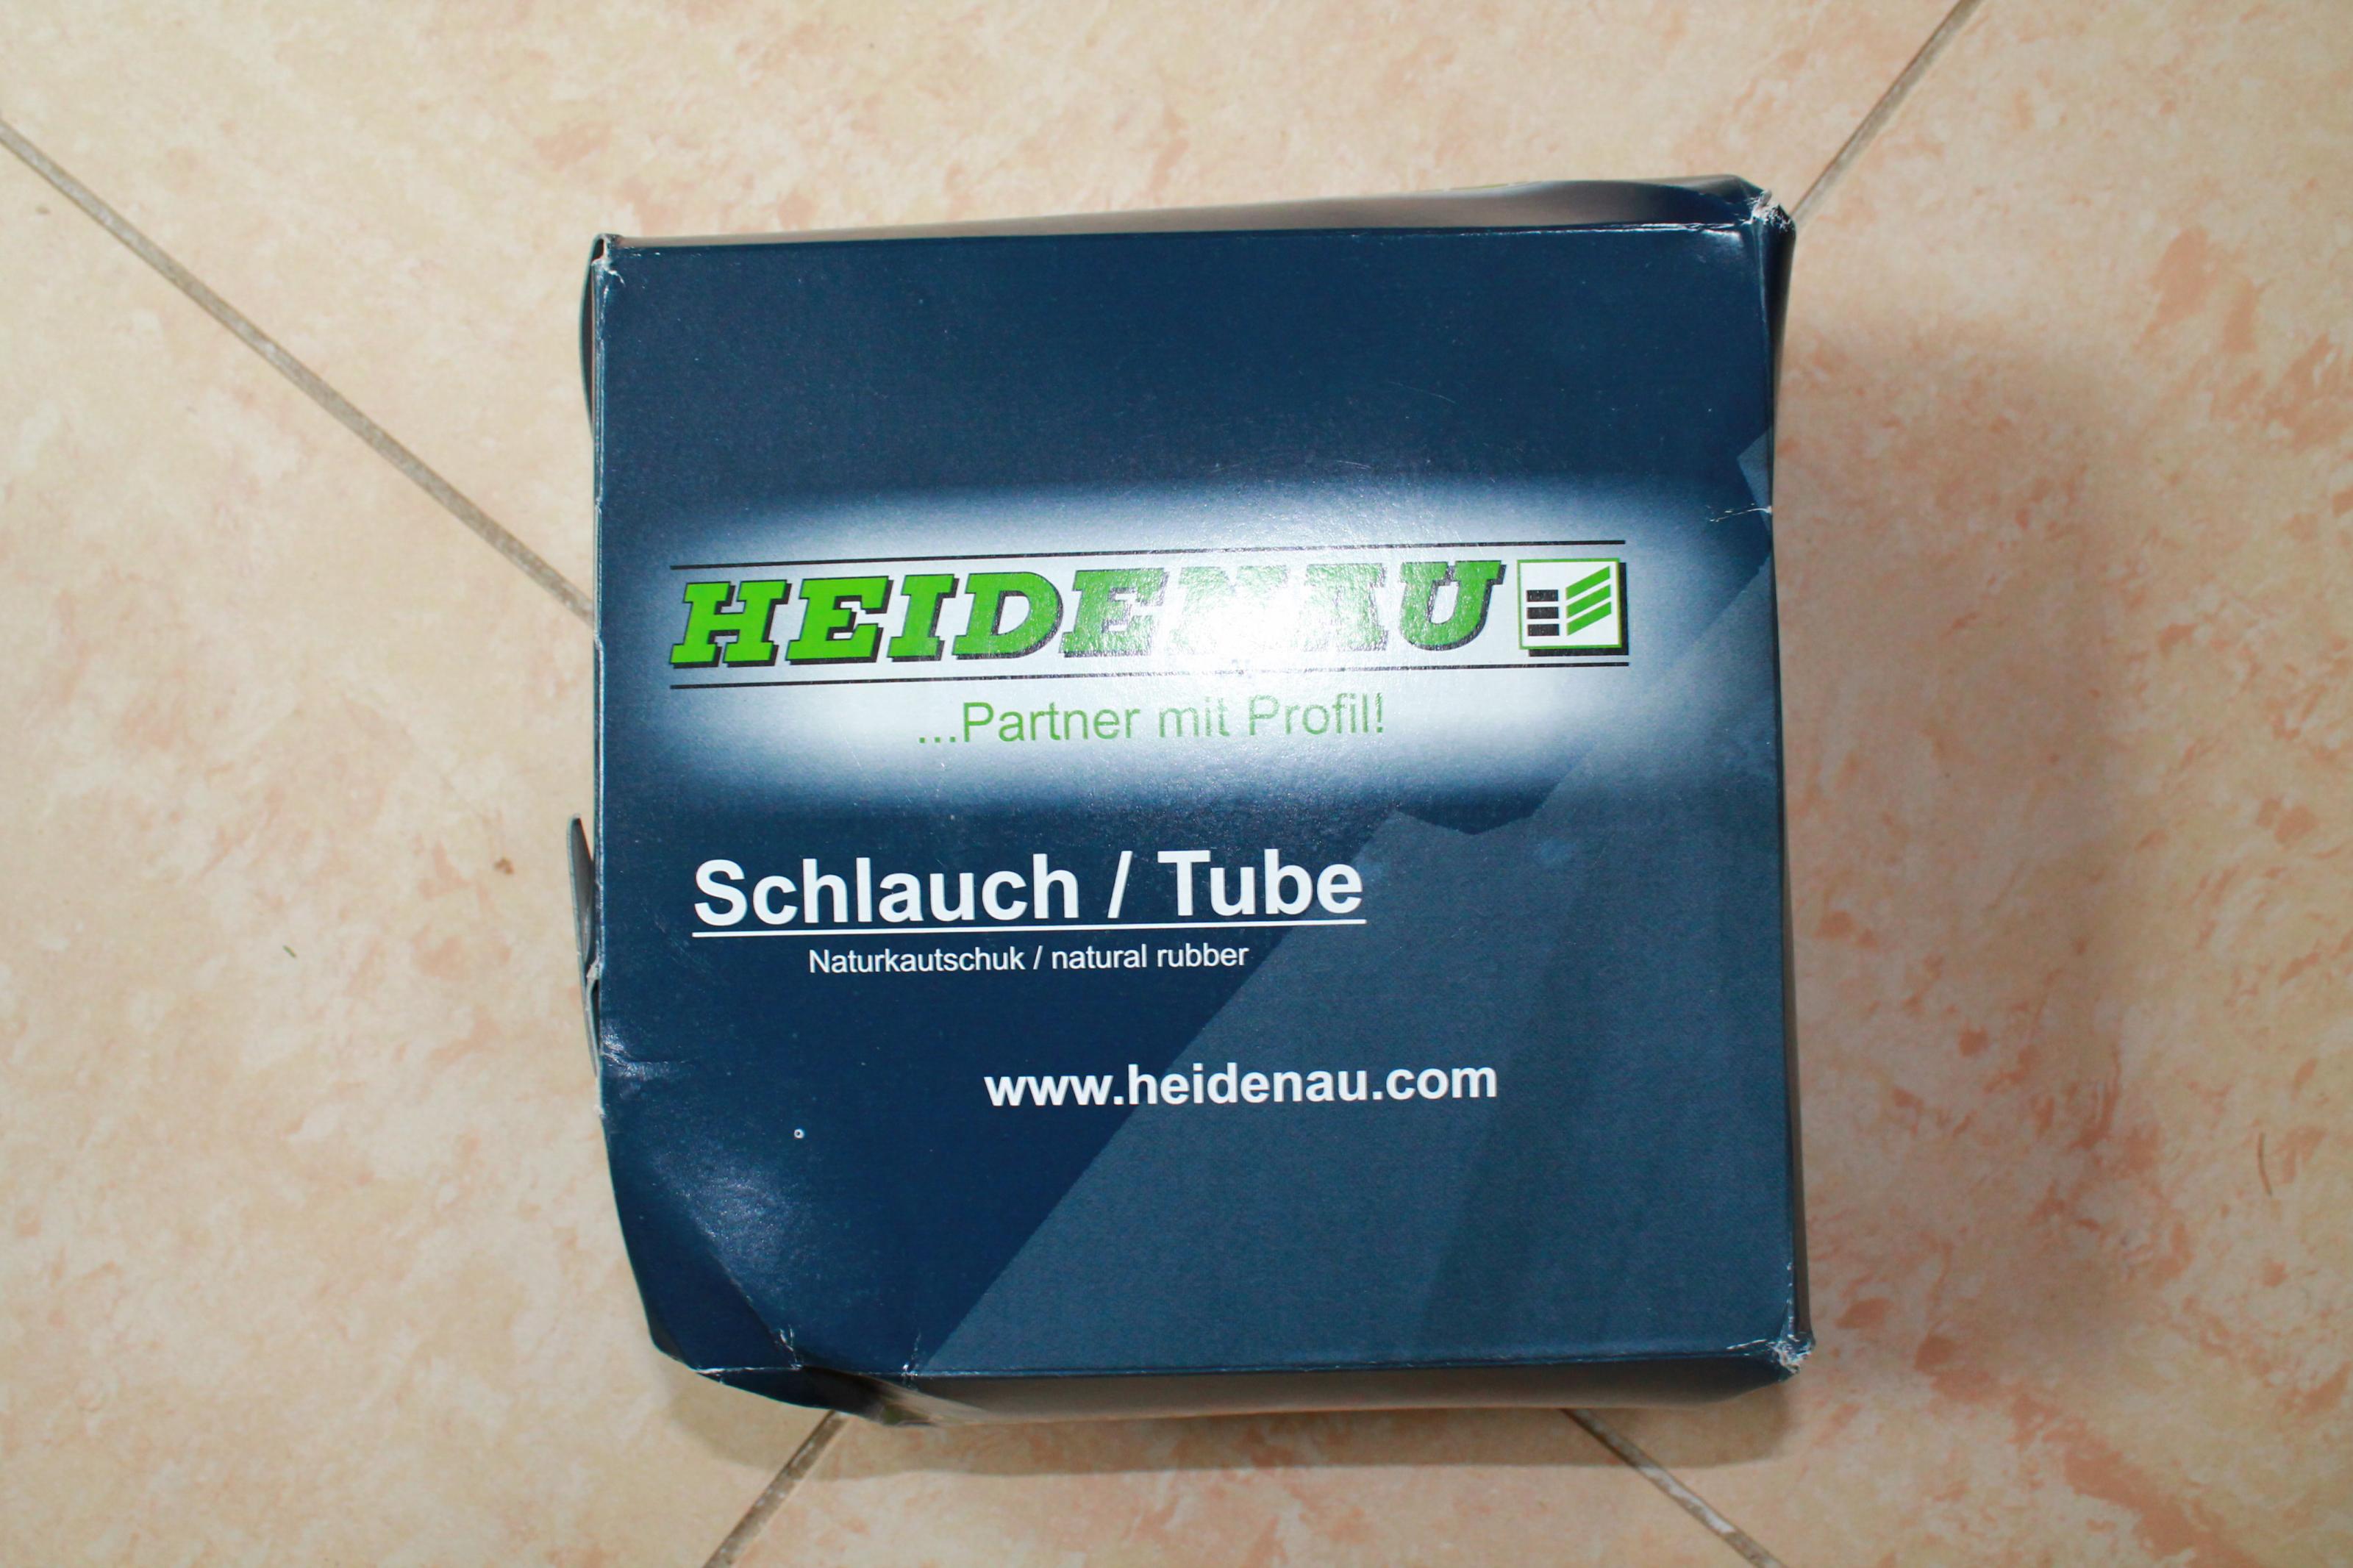 HEIDENAU
...Partner mit Profil!
Schlauch / Tube
Naturkautschuk / natural rubber
www.heidenau.com